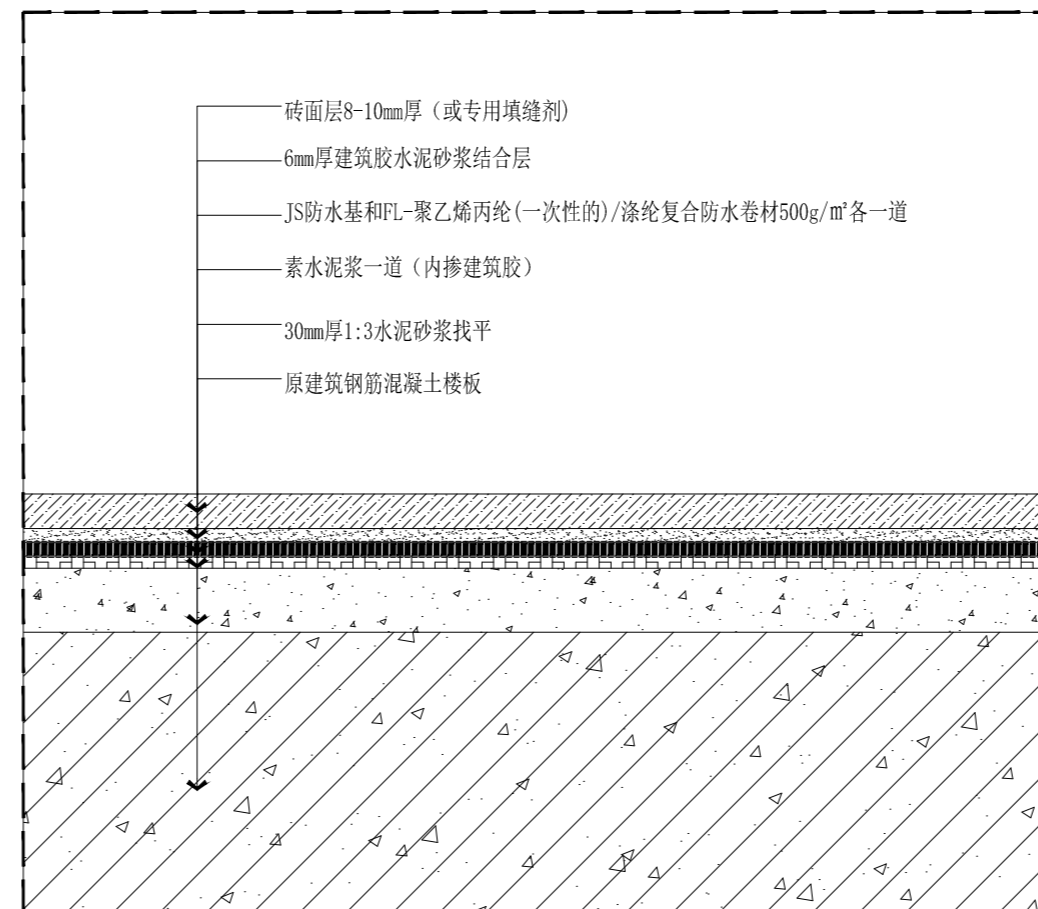 砖面层8-10mm厚（或专用填缝剂)
6mm厚建筑胶水泥砂浆结合层
JS防水基和FL-聚乙烯丙纶(一次性的)/涤纶复合防水卷材500g/㎡各一道
素水泥浆一道（内掺建筑胶）
30mm厚1:3水泥砂浆找平
原建筑钢筋混凝土楼板